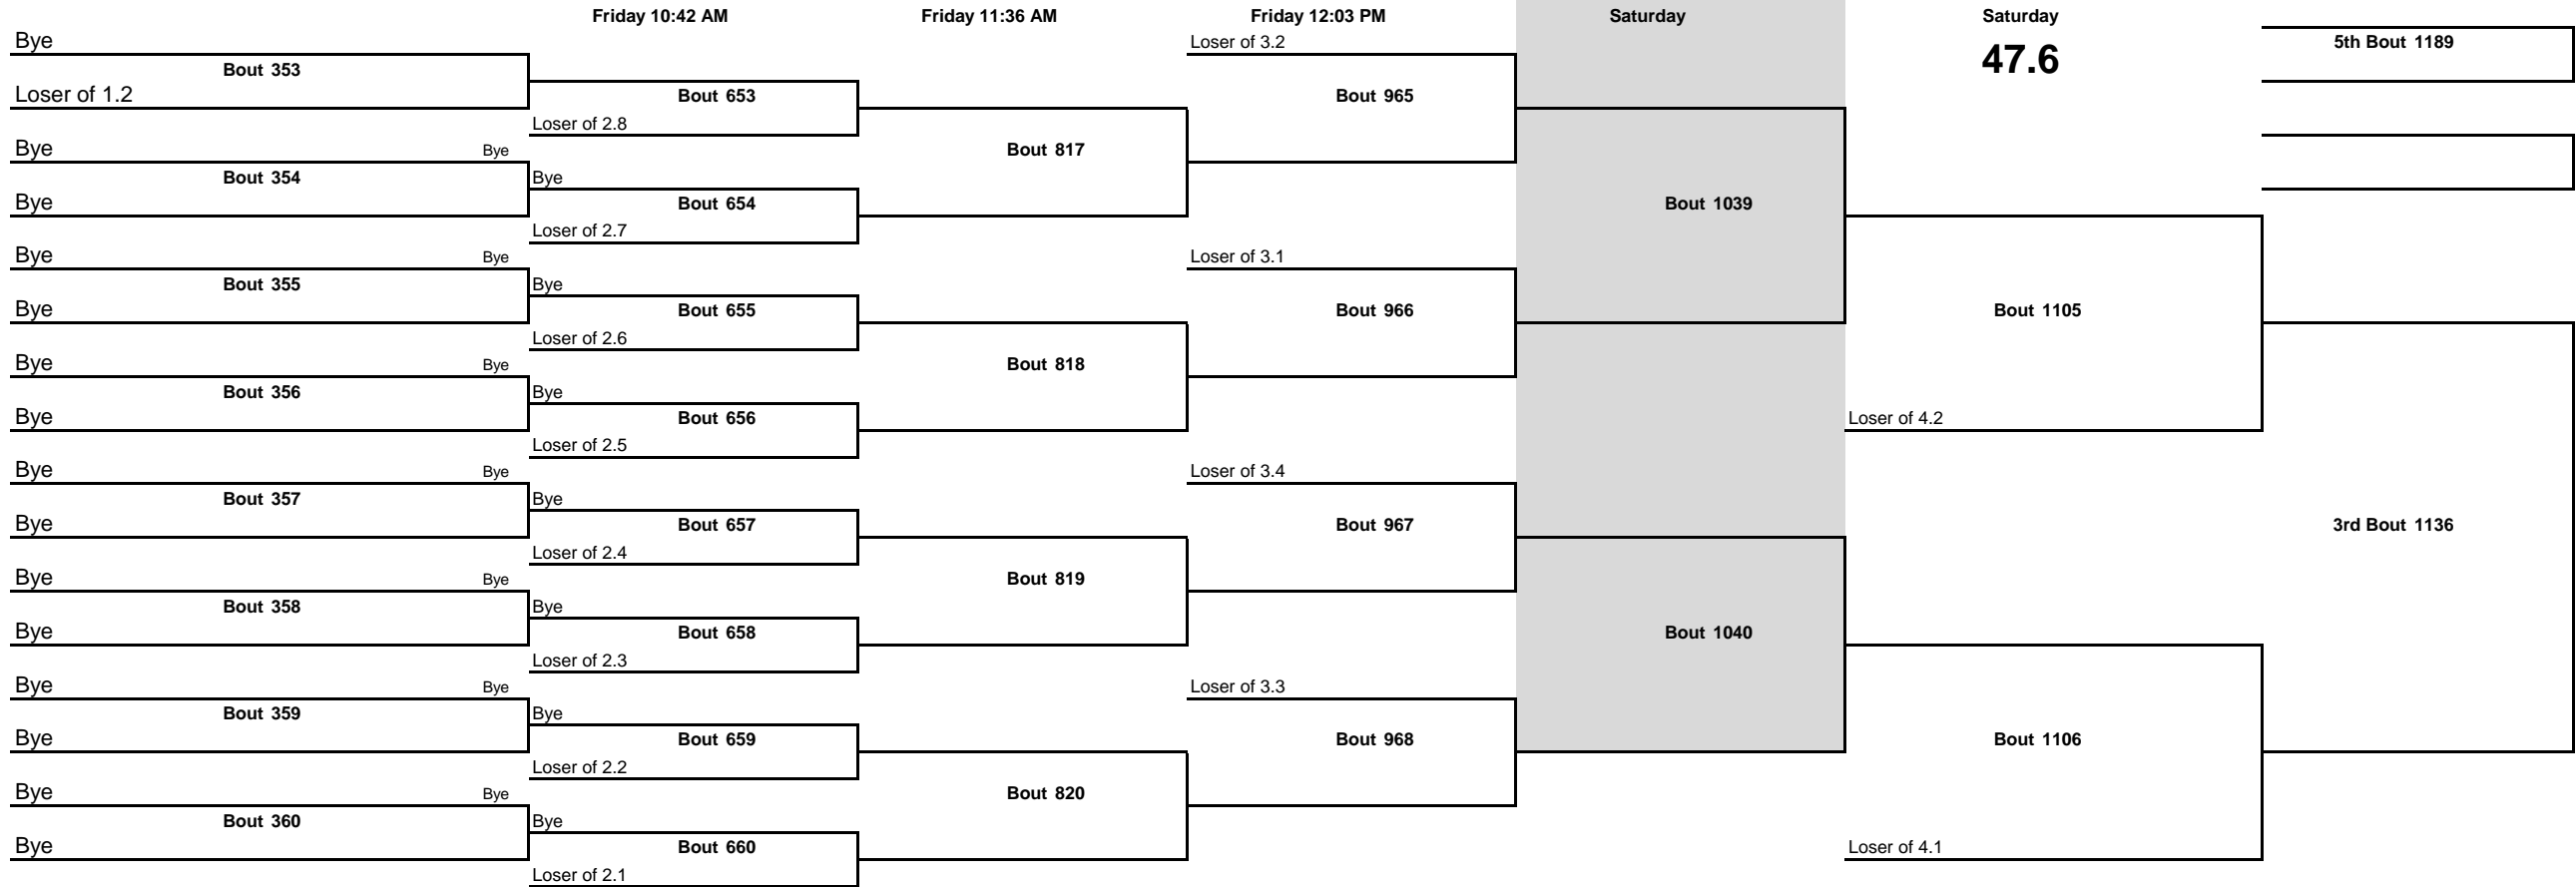 Friday 10:42 AM
Friday 11:36 AM
Friday 12:03 PM
Saturday
Saturday
47.6
Bye
Bout 353
Loser of 1.2
Bye
Bye
Bout 354
Bye
Bye
Bye
Bout 355
Bye
Bye
Bye
Bout 356
Bye
Bye
Bye
Bout 357
Bye
Bye
Bye
Bout 358
Bye
Bye
Bye
Bout 359
Bye
Bye
Bye
Bout 360
Bye
Bout 653
Loser of 2.8
Bye
Bout 654
Loser of 2.7
Bye
Bout 655
Loser of 2.6
Bye
Bout 656
Loser of 2.5
Bye
Bout 657
Loser of 2.4
Bye
Bout 658
Loser of 2.3
Bye
Bout 659
Loser of 2.2
Bye
Bout 660
Loser of 2.1
Bout 817
Bout 818
Bout 819
Bout 820
Loser of 3.2
Bout 965
Loser of 3.1
Bout 966
Loser of 3.4
Bout 967
Loser of 3.3
Bout 968
Bout 1039
Bout 1040
Bout 1105
Loser of 4.2
Bout 1106
Loser of 4.1
5th Bout 1189
3rd Bout 1136